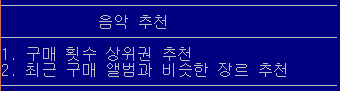 음악 추천
1. 구매 횟수 상위권 추천
2. 최근 구매 앨범과 비슷한 장르 추천